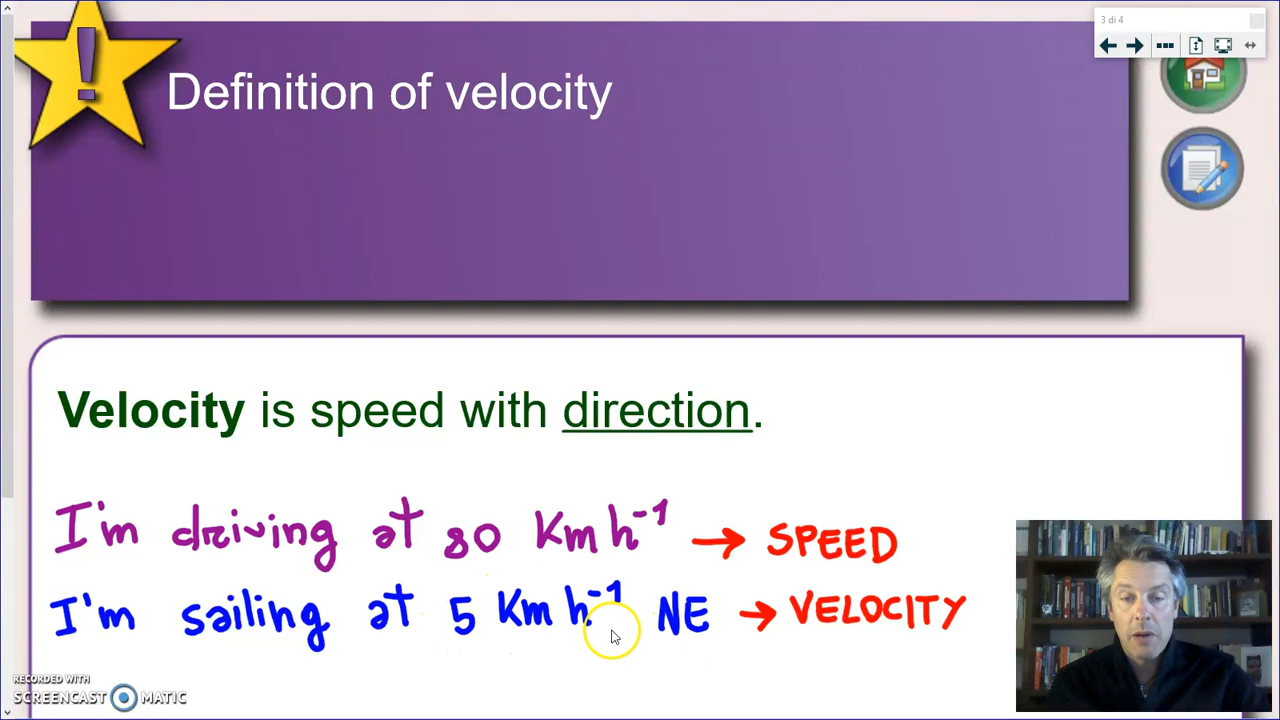 3 di 4
Definition of velocity
Velocity is speed with direction.
I'm driving at 80 Km h⁻¹ → SPEED
I'm sailing at 5 Km h⁻¹ NE → VELOCITY
RECORDED WITH
SCREENCAST MATIC